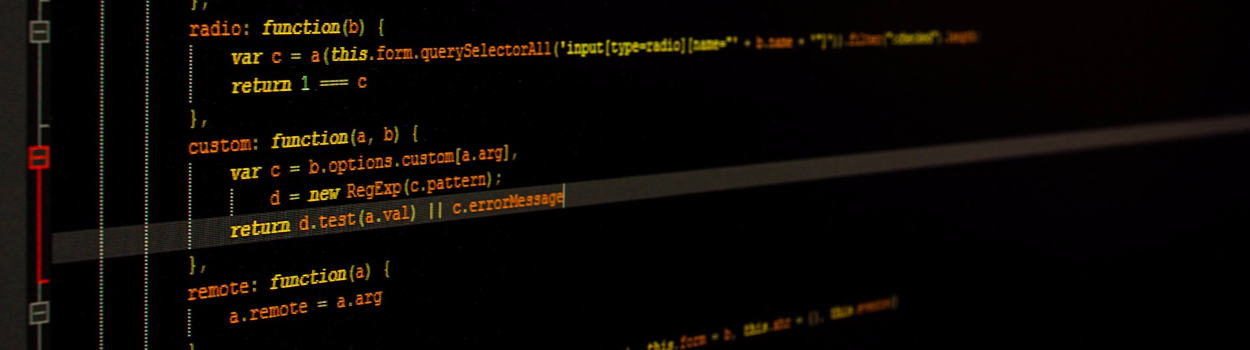 },
radio: function(b) {
var c = a(this.form.querySelectorAll('input[type=radio][name="' + b.name + '"]').filter(":checked").length
return 1 === c
},
custom: function(a, b) {
var c = b.options.custom[a.arg],
d = new RegExp(c.pattern);
return d.test(a.val) || c.errorMessage
},
remote: function(a) {
a.remote = a.arg
}
this.form = b, this.xhr = {}, this.events()